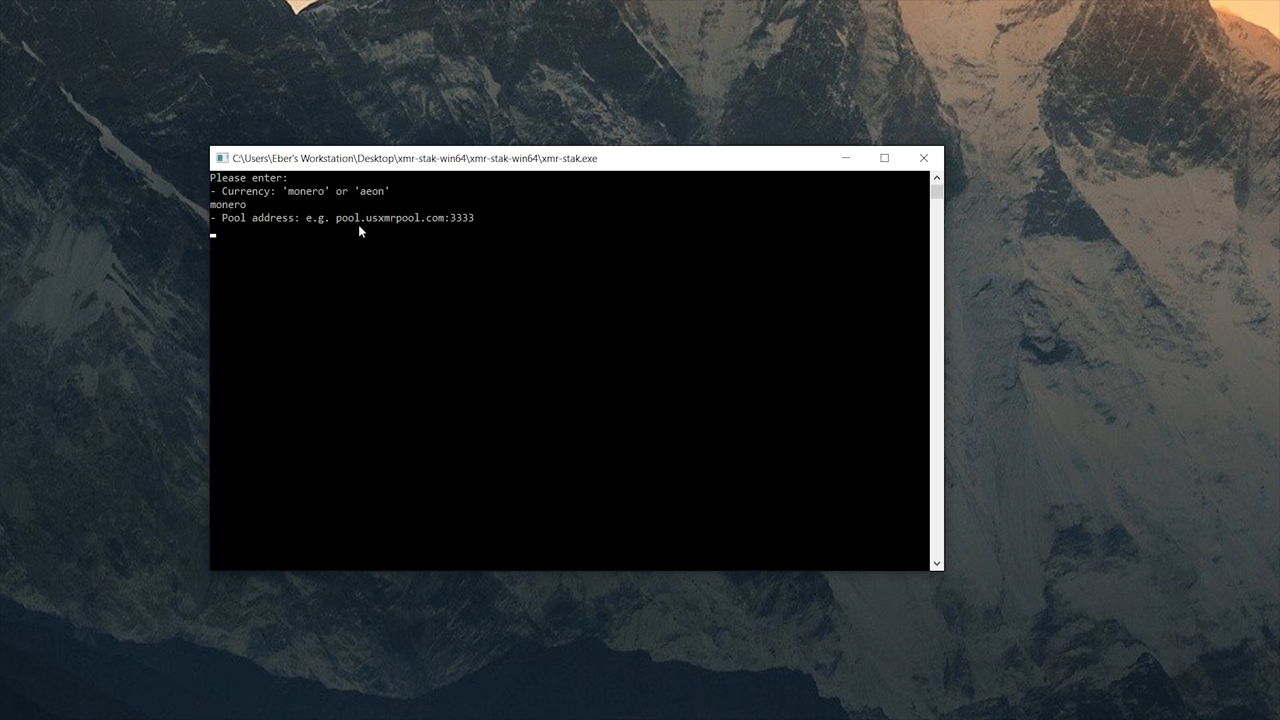 C:\Users\Eber's Workstation\Desktop\xmr-stak-win64\xmr-stak-win64\xmr-stak.exe
Please enter:
- Currency: 'monero' or 'aeon'
monero
- Pool address: e.g. pool.usxmrpool.com:3333